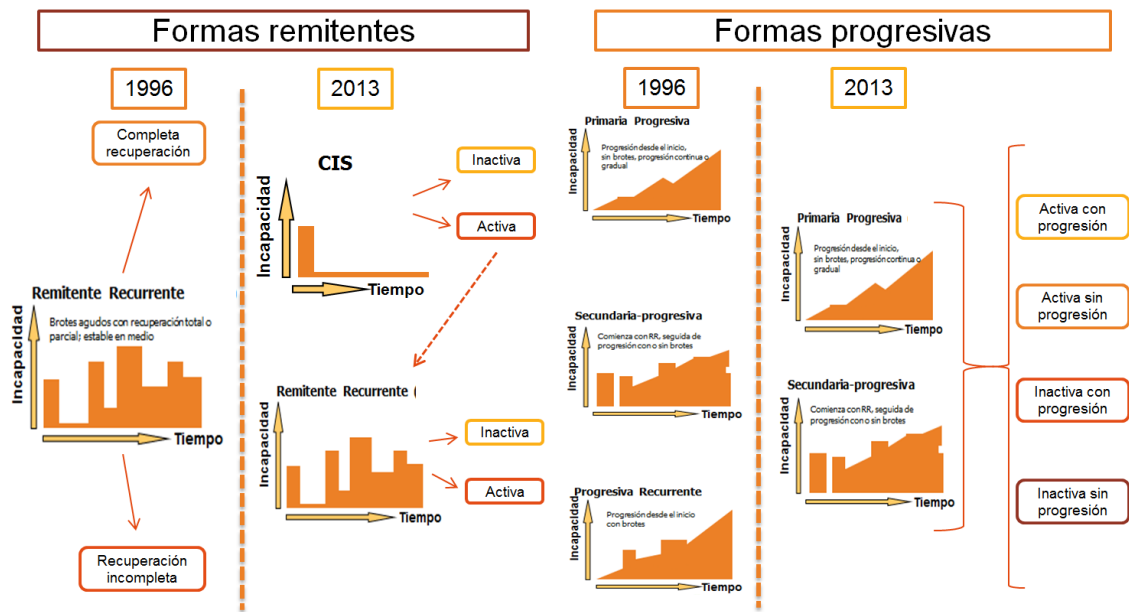 Formas remitentes
1996
Completa
recuperación
Remitente Recurrente
Incapacidad
Brotes agudos con recuperación total o
parcial; estable en medio
Tiempo
Recuperación
incompleta
2013
CIS
Incapacidad
Tiempo
Inactiva
Activa
Remitente Recurrente (
Incapacidad
Tiempo
Inactiva
Activa
Formas progresivas
1996
Primaria Progresiva
Incapacidad
Progresión desde el inicio,
sin brotes, progresión continua o
gradual
Tiempo
Secundaria-progresiva
Incapacidad
Comienza con RR, seguida de
progresión con o sin brotes
Tiempo
Progresiva Recurrente
Incapacidad
Progresión desde el inicio
con brotes
Tiempo
2013
Primaria Progresiva (
Incapacidad
Progresión desde el inicio,
sin brotes, progresión continua o
gradual
Tiempo
Secundaria-progresiva
Incapacidad
Comienza con RR, seguida de
progresión con o sin brotes
Tiempo
Activa con
progresión
Activa sin
progresión
Inactiva con
progresión
Inactiva sin
progresión